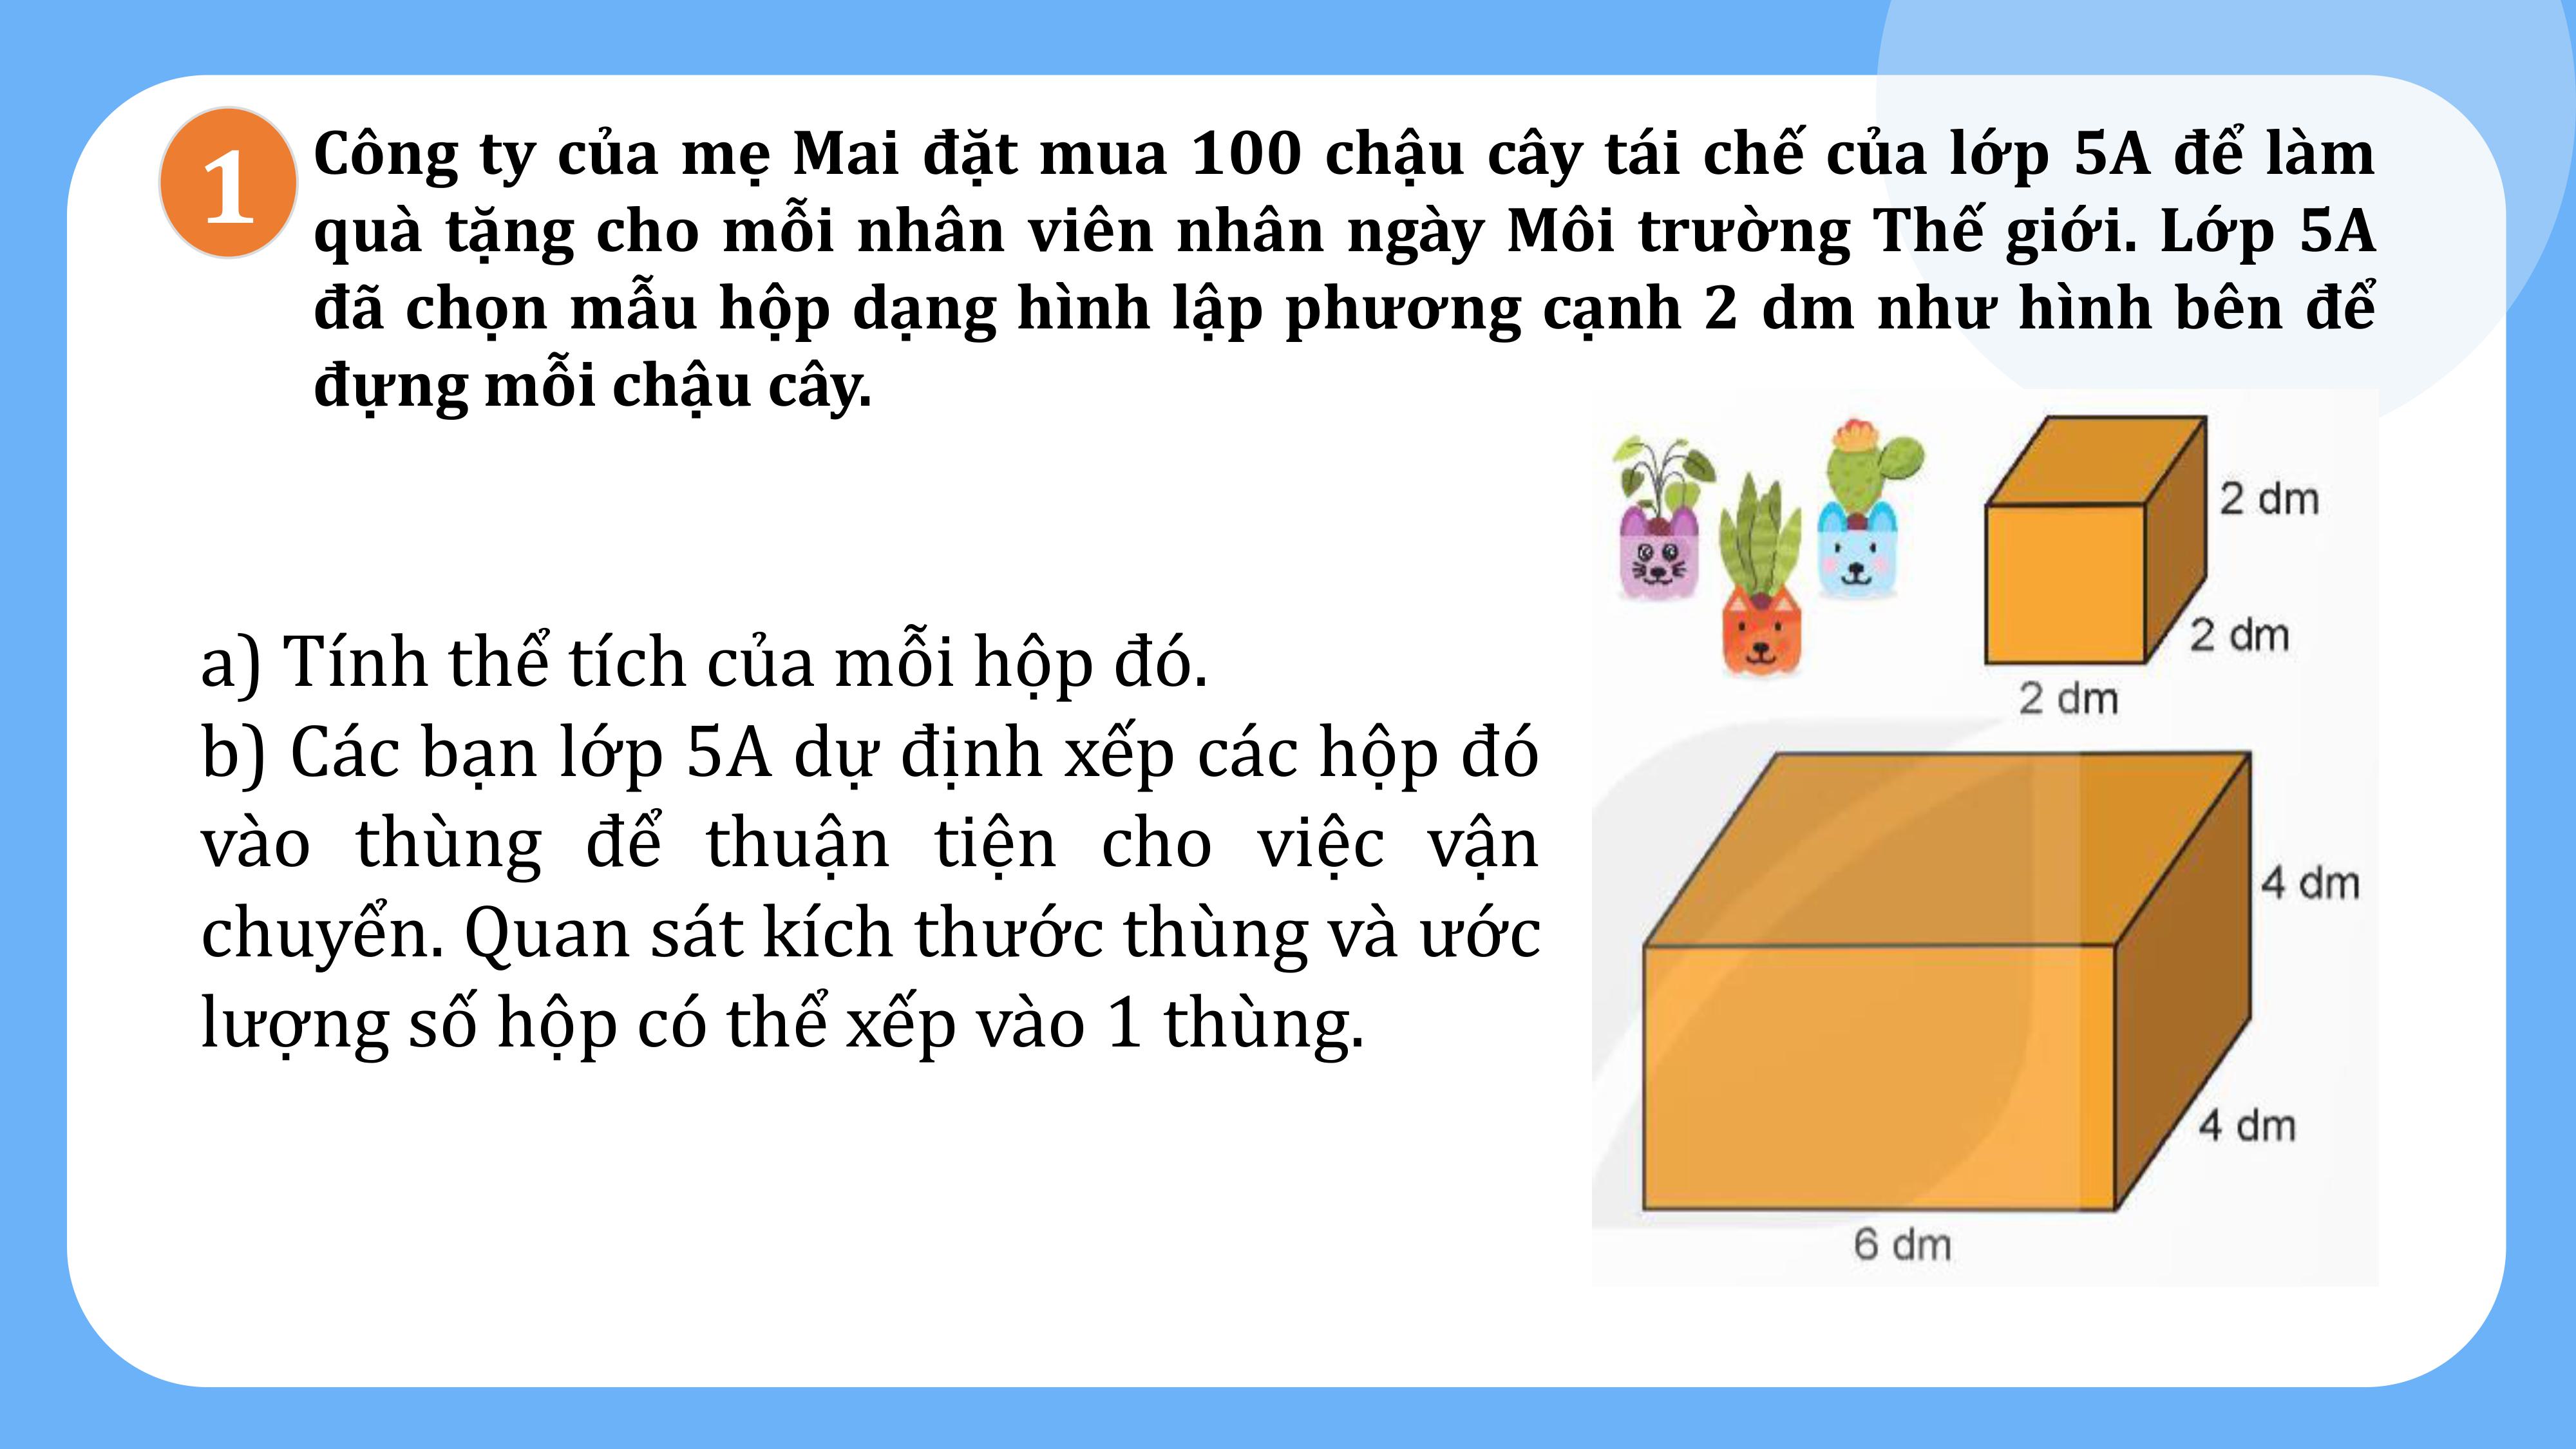 1
Công ty của mẹ Mai đặt mua 100 chậu cây tái chế của lớp 5A để làm
quà tặng cho mỗi nhân viên nhân ngày Môi trường Thế giới. Lớp 5A
đã chọn mẫu hộp dạng hình lập phương cạnh 2 dm như hình bên để
đựng mỗi chậu cây.
2 dm
2 dm
2 dm
a) Tính thể tích của mỗi hộp đó.
b) Các bạn lớp 5A dự định xếp các hộp đó
vào thùng để thuận tiện cho việc vận
chuyển. Quan sát kích thước thùng và ước
lượng số hộp có thể xếp vào 1 thùng.
4 dm
4 dm
6 dm